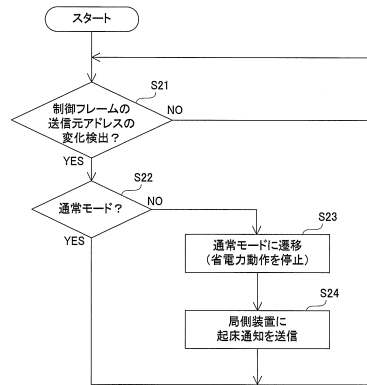 スタート
S21
制御フレームの
送信元アドレスの
変化検出？
NO
YES
S22
通常モード？
NO
YES
S23
通常モードに遷移
(省電力動作を停止)
S24
局側装置に
起床通知を送信